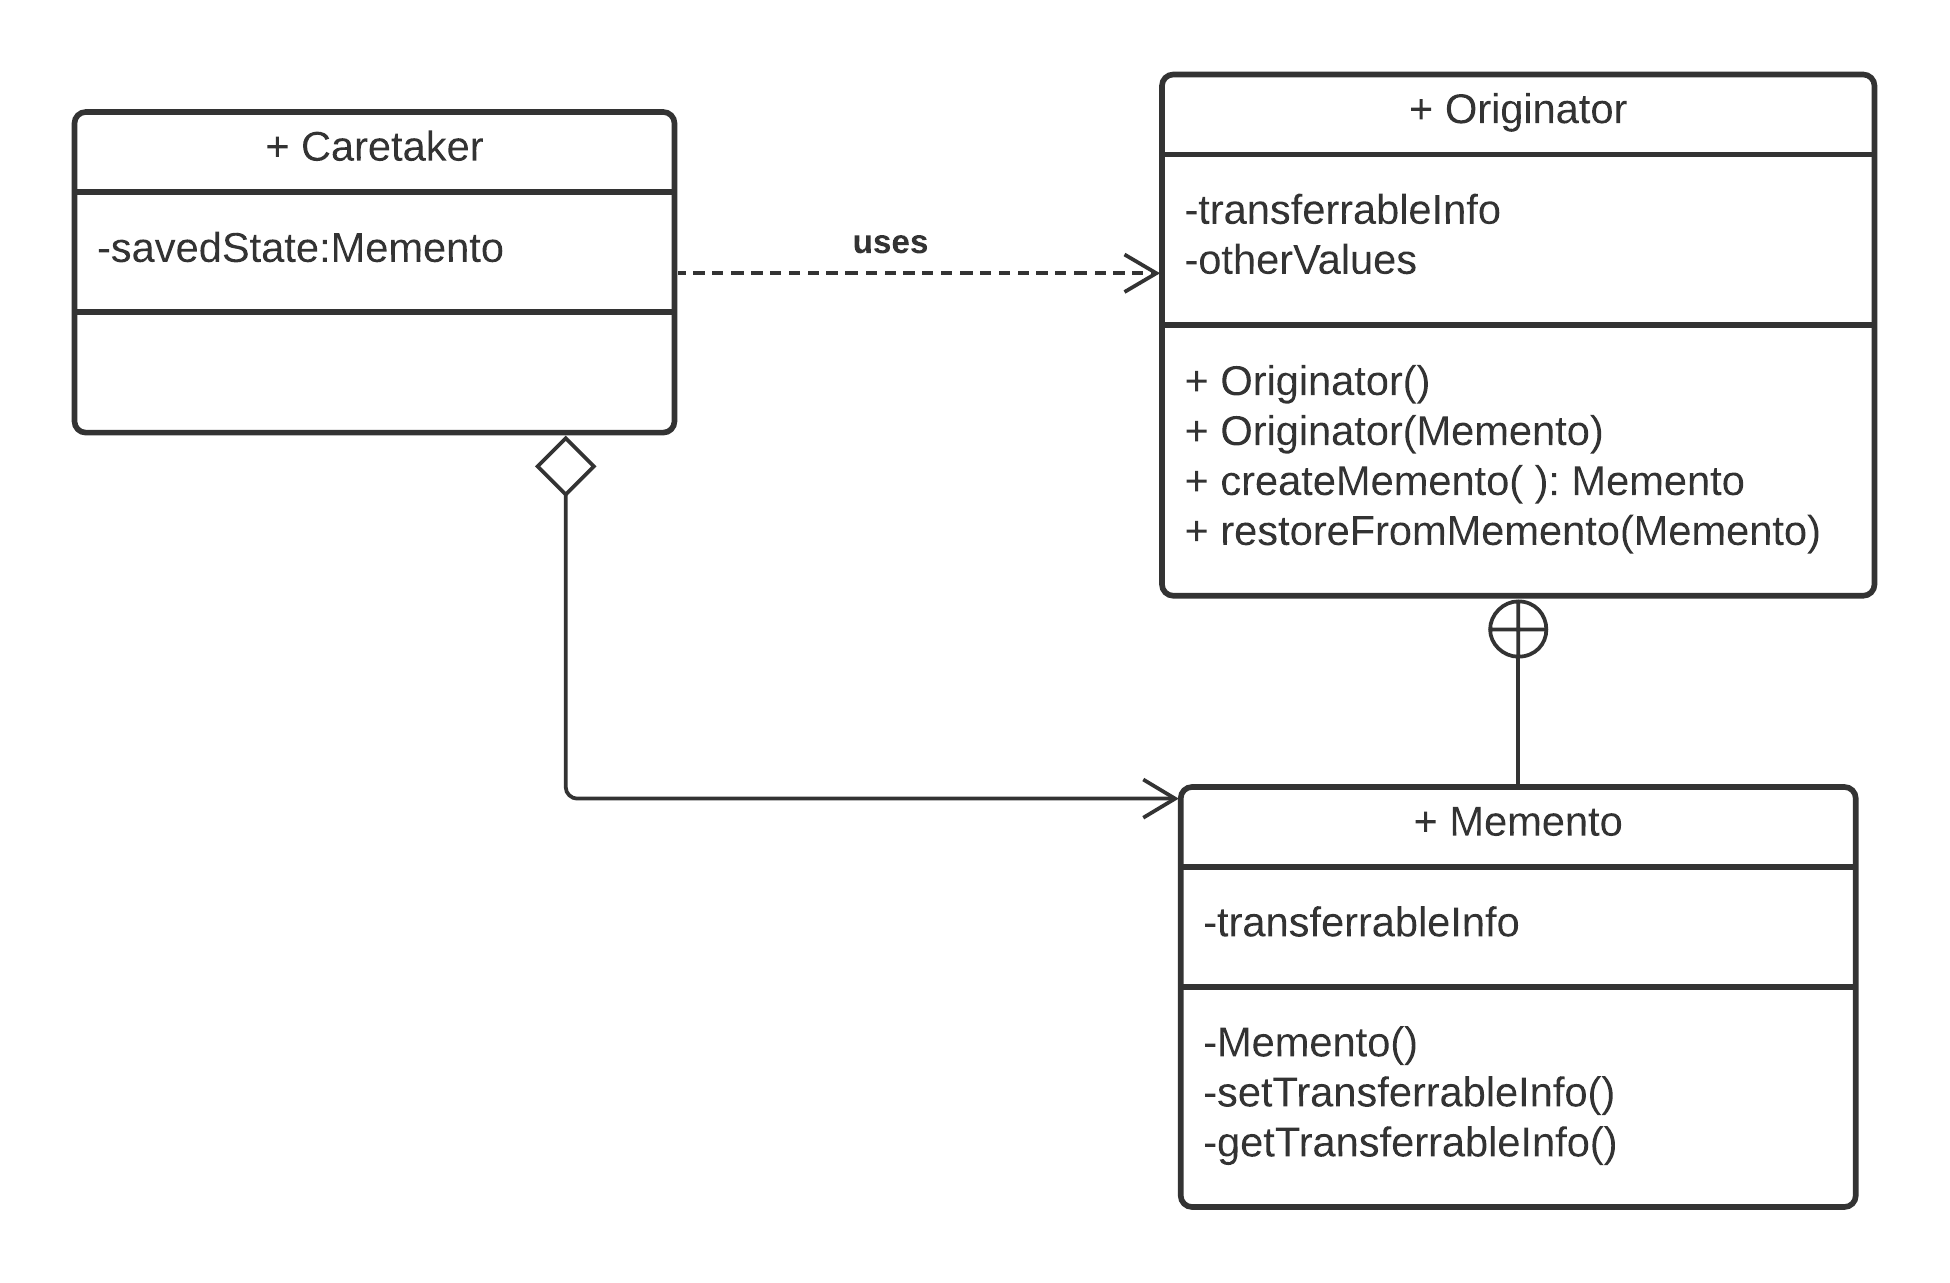 + Caretaker
-savedState:Memento
uses
+ Originator
-transferrableInfo
-otherValues
+ Originator()
+ Originator(Memento)
+ createMemento( ): Memento
+ restoreFromMemento(Memento)
+ Memento
-transferrableInfo
-Memento()
-setTransferrableInfo()
-getTransferrableInfo()